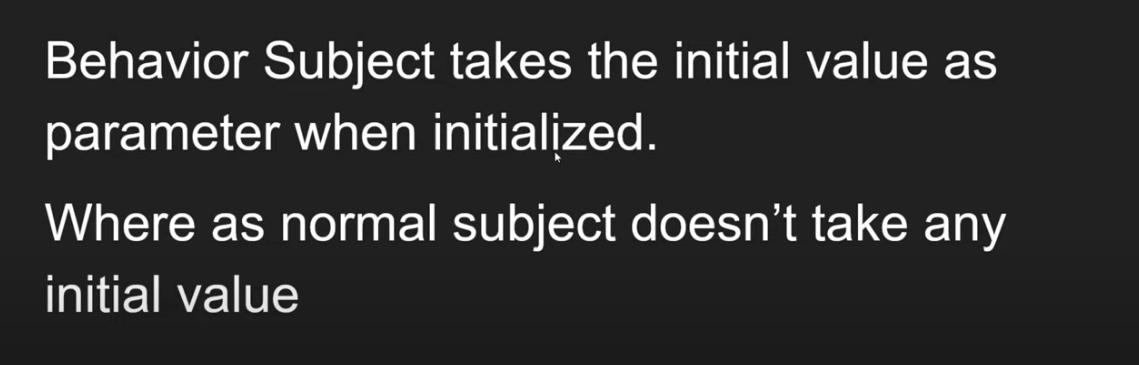 Behavior Subject takes the initial value as
parameter when initialized.
Where as normal subject doesn’t take any
initial value